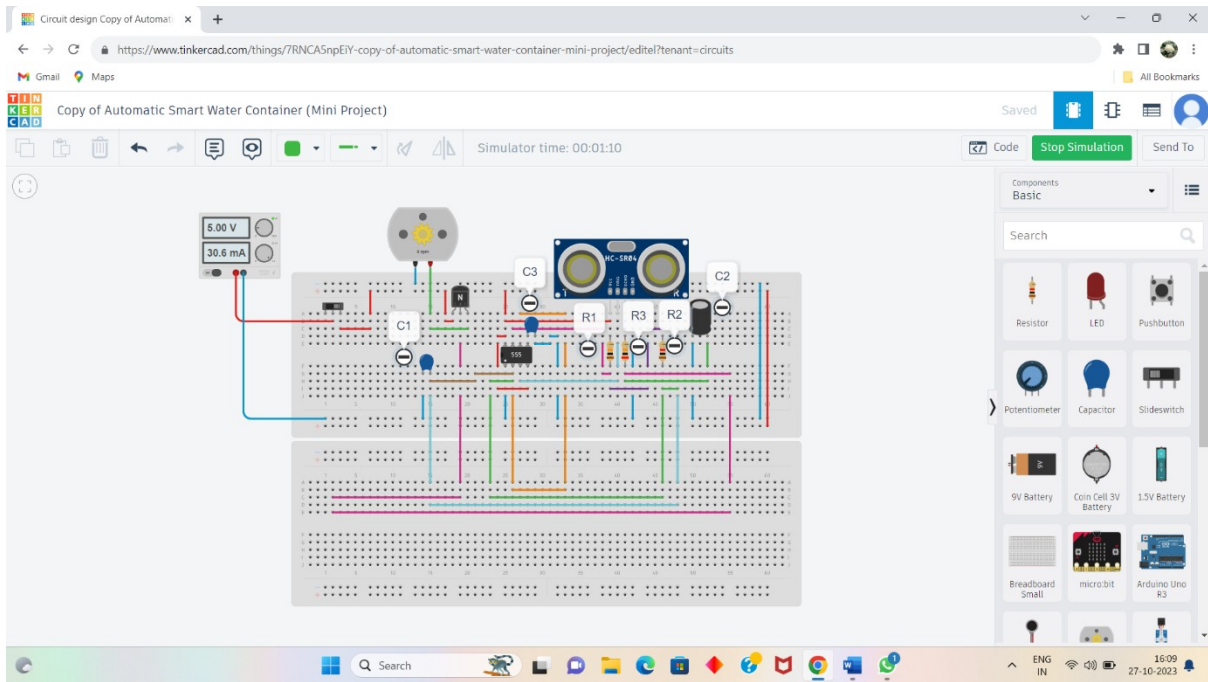 Circuit design Copy of Automati
https://www.tinkercad.com/things/7RNCA5npEiY-copy-of-automatic-smart-water-container-mini-project/editel?tenant=circuits
Gmail Maps All Bookmarks
TINKERCAD
Copy of Automatic Smart Water Container (Mini Project)
Saved
Simulator time: 00:01:10
Code Stop Simulation Send To
Components
Basic
Search
5.00 V
30.6 mA
HC-SR04
T R
C3
C2
N
C1
R1 R3 R2
555
Resistor LED Pushbutton
Potentiometer Capacitor Slideswitch
9V Battery Coin Cell 3V Battery 1.5V Battery
Breadboard Small micro:bit Arduino Uno R3
Search
ENG
IN
16:09
27-10-2023